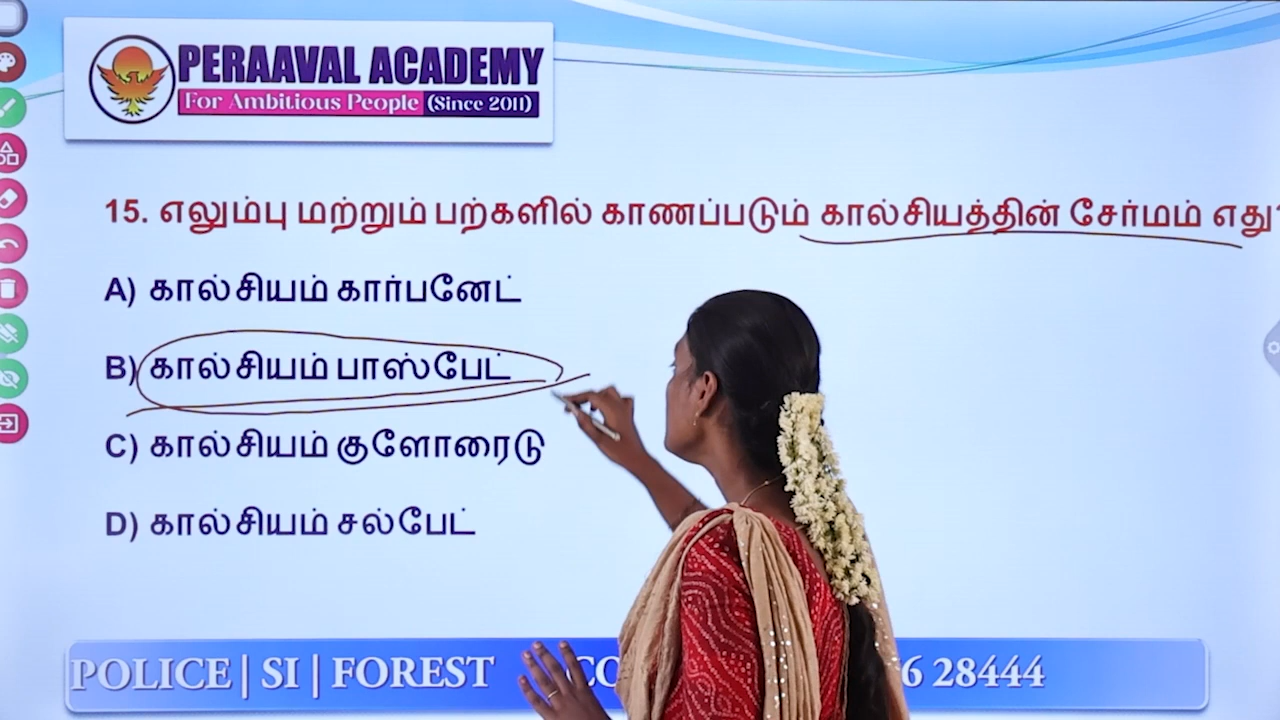 PERAAVAL ACADEMY
For Ambitious People (Since 2011)
15. எலும்பு மற்றும் பற்களில் காணப்படும் கால்சியத்தின் சேர்மம் எது?
A) கால்சியம் கார்பனேட்
B) கால்சியம் பாஸ்பேட்
C) கால்சியம் குளோரைடு
D) கால்சியம் சல்பேட்
POLICE | SI | FOREST CO 6 28444